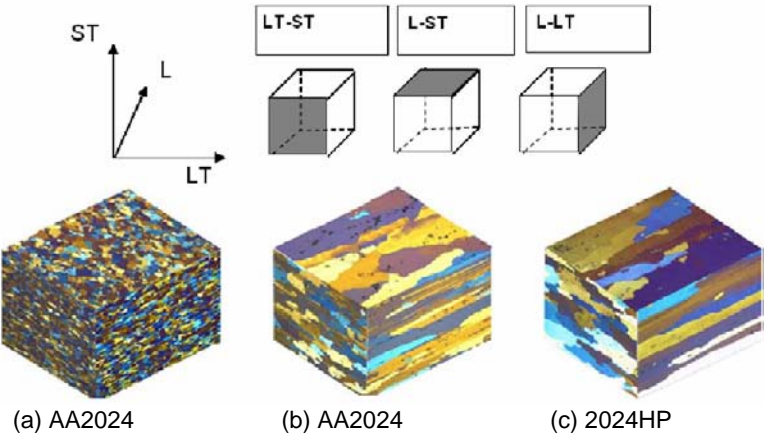 ST
L
LT
LT-ST
L-ST
L-LT
(a) AA2024
(b) AA2024
(c) 2024HP